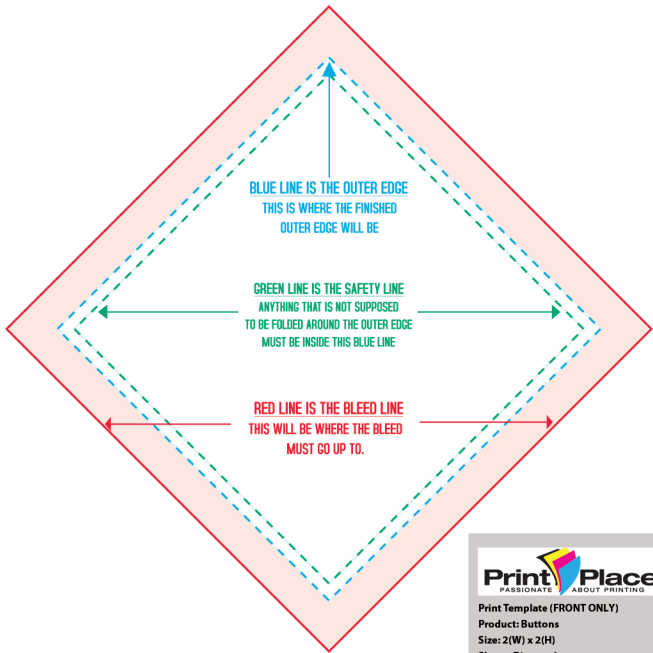 BLUE LINE IS THE OUTER EDGE
THIS IS WHERE THE FINISHED
OUTER EDGE WILL BE
GREEN LINE IS THE SAFETY LINE
ANYTHING THAT IS NOT SUPPOSED
TO BE FOLDED AROUND THE OUTER EDGE
MUST BE INSIDE THIS BLUE LINE
RED LINE IS THE BLEED LINE
THIS WILL BE WHERE THE BLEED
MUST GO UP TO.
Print Place
PASSIONATE ABOUT PRINTING
Print Template (FRONT ONLY)
Product: Buttons
Size: 2(W) x 2(H)